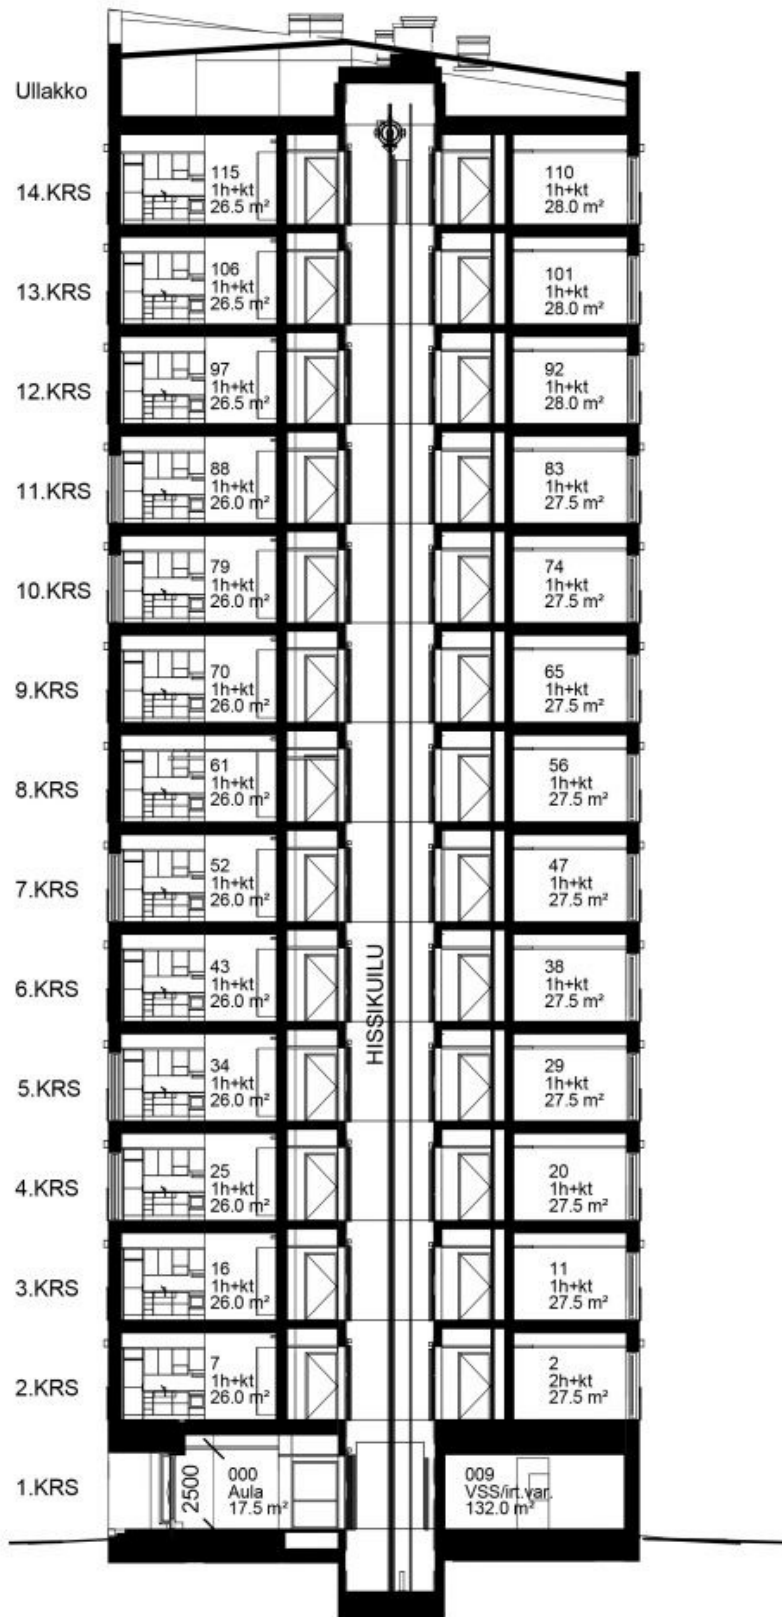 Ullakko
14.KRS
115
1h+kt
26.5 m²
110
1h+kt
28.0 m²
13.KRS
106
1h+kt
26.5 m²
101
1h+kt
28.0 m²
12.KRS
97
1h+kt
26.5 m²
92
1h+kt
28.0 m²
11.KRS
88
1h+kt
26.0 m²
83
1h+kt
27.5 m²
10.KRS
79
1h+kt
26.0 m²
74
1h+kt
27.5 m²
9.KRS
70
1h+kt
26.0 m²
65
1h+kt
27.5 m²
8.KRS
61
1h+kt
26.0 m²
56
1h+kt
27.5 m²
7.KRS
52
1h+kt
26.0 m²
47
1h+kt
27.5 m²
6.KRS
43
1h+kt
26.0 m²
HISSIKUILU
38
1h+kt
27.5 m²
5.KRS
34
1h+kt
26.0 m²
29
1h+kt
27.5 m²
4.KRS
25
1h+kt
26.0 m²
20
1h+kt
27.5 m²
3.KRS
16
1h+kt
26.0 m²
11
1h+kt
27.5 m²
2.KRS
7
1h+kt
26.0 m²
2
2h+kt
27.5 m²
1.KRS
2500
000
Aula
17.5 m²
009
VSS/irt.var.
132.0 m²